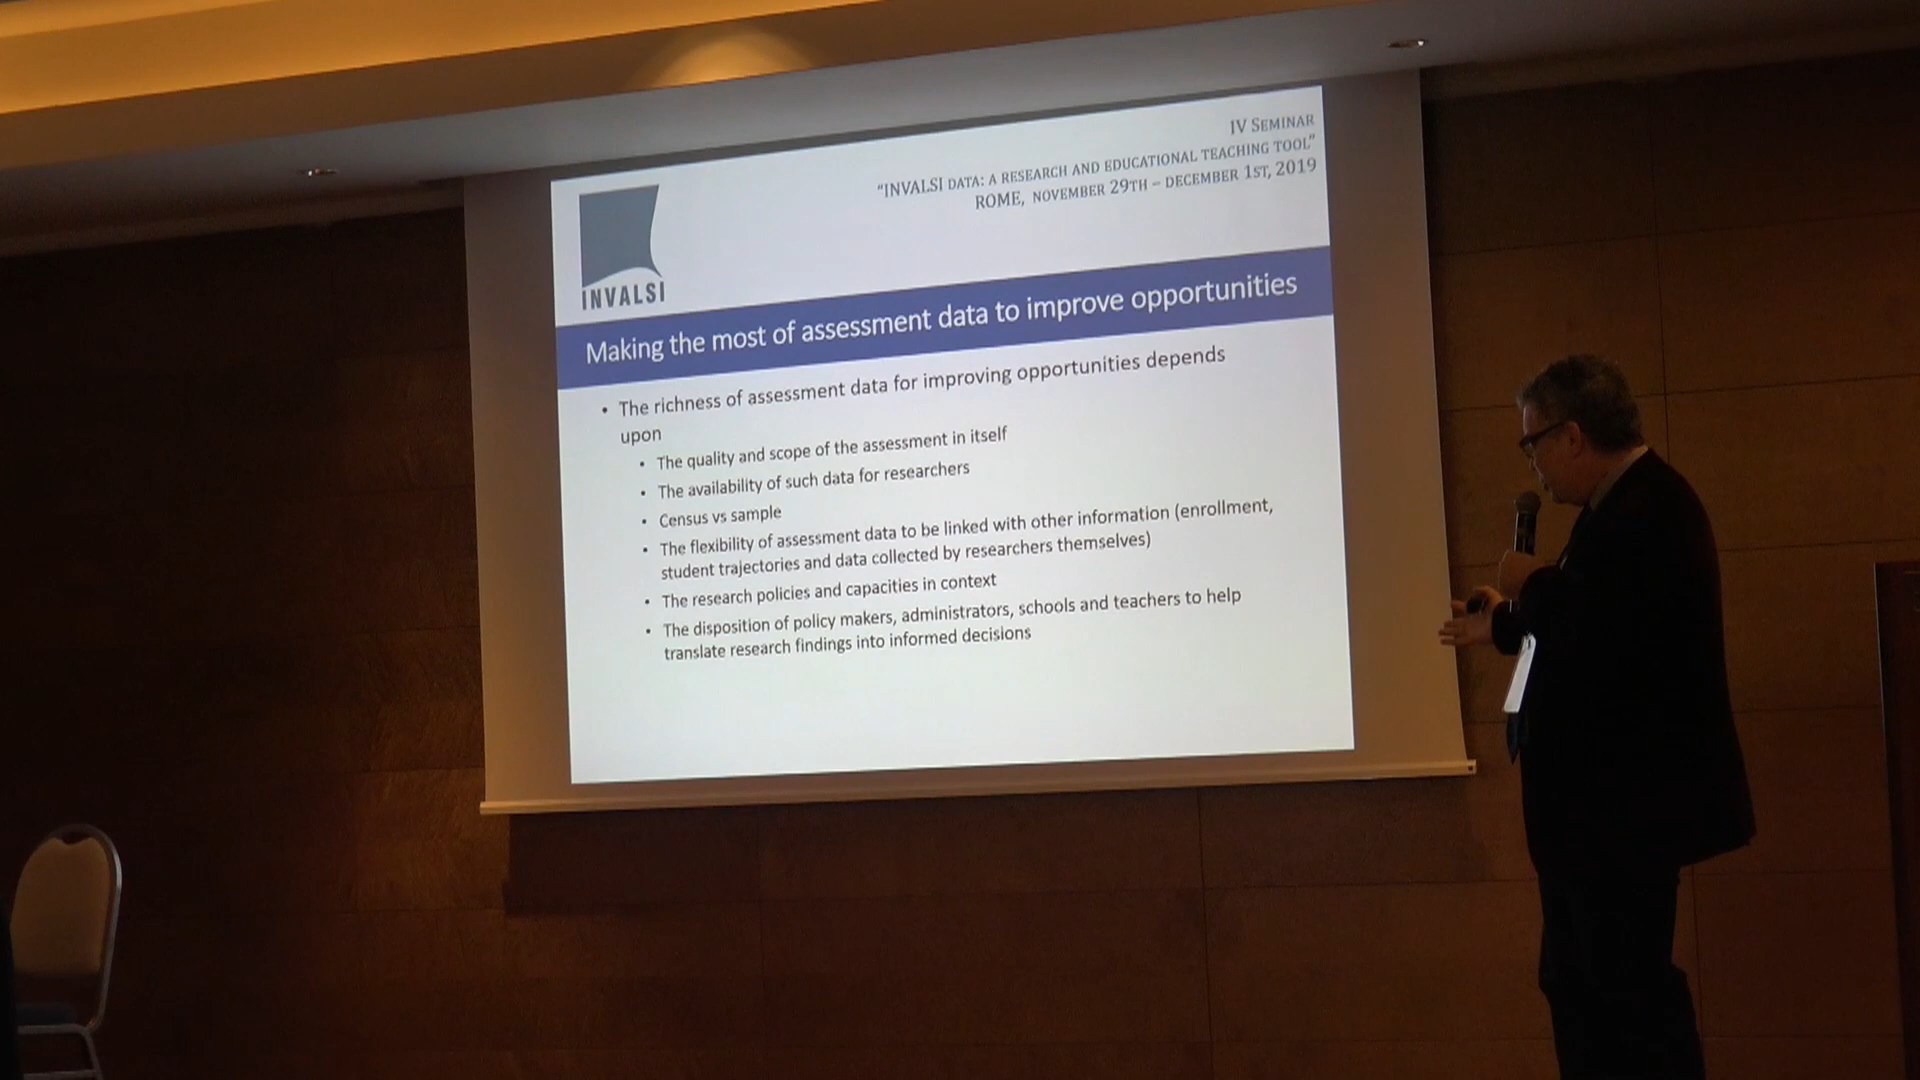 IV SEMINAR
"INVALSI DATA: A RESEARCH AND EDUCATIONAL TEACHING TOOL"
ROME, NOVEMBER 29TH – DECEMBER 1ST, 2019
INVALSI
Making the most of assessment data to improve opportunities
• The richness of assessment data for improving opportunities depends
upon
• The quality and scope of the assessment in itself
• The availability of such data for researchers
• Census vs sample
• The flexibility of assessment data to be linked with other information (enrollment,
student trajectories and data collected by researchers themselves)
• The research policies and capacities in context
• The disposition of policy makers, administrators, schools and teachers to help
translate research findings into informed decisions